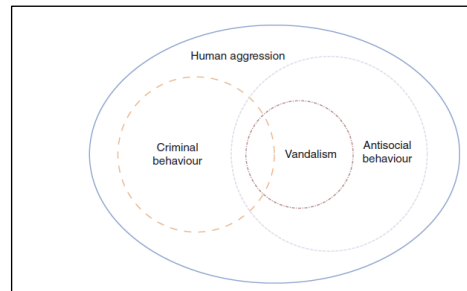 Human aggression
Criminal
behaviour
Vandalism
Antisocial
behaviour